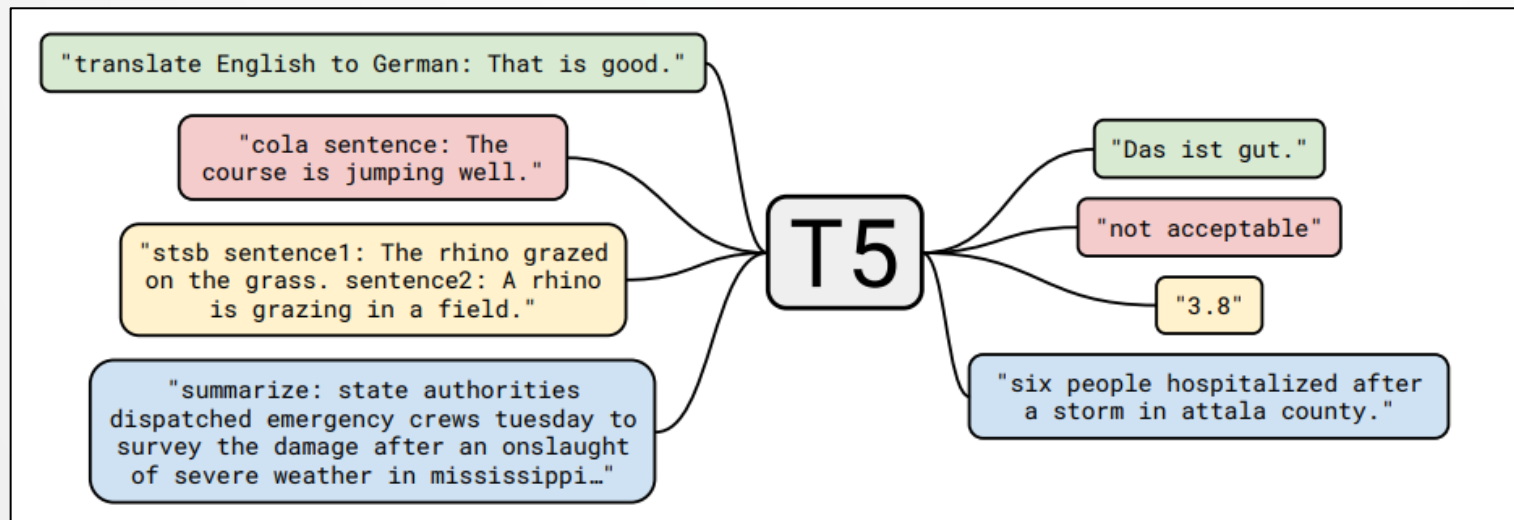 "translate English to German: That is good."
"cola sentence: The
course is jumping well."
"stsb sentence1: The rhino grazed
on the grass. sentence2: A rhino
is grazing in a field."
"summarize: state authorities
dispatched emergency crews tuesday to
survey the damage after an onslaught
of severe weather in mississippi…"
T5
"Das ist gut."
"not acceptable"
"3.8"
"six people hospitalized after
a storm in attala county."